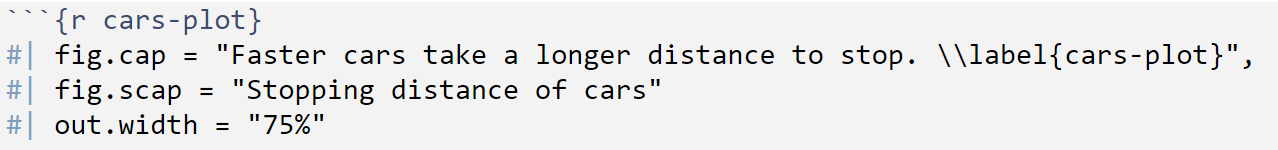 ```{r cars-plot}
#| fig.cap = "Faster cars take a longer distance to stop. \\label{cars-plot}",
#| fig.scap = "Stopping distance of cars"
#| out.width = "75%"